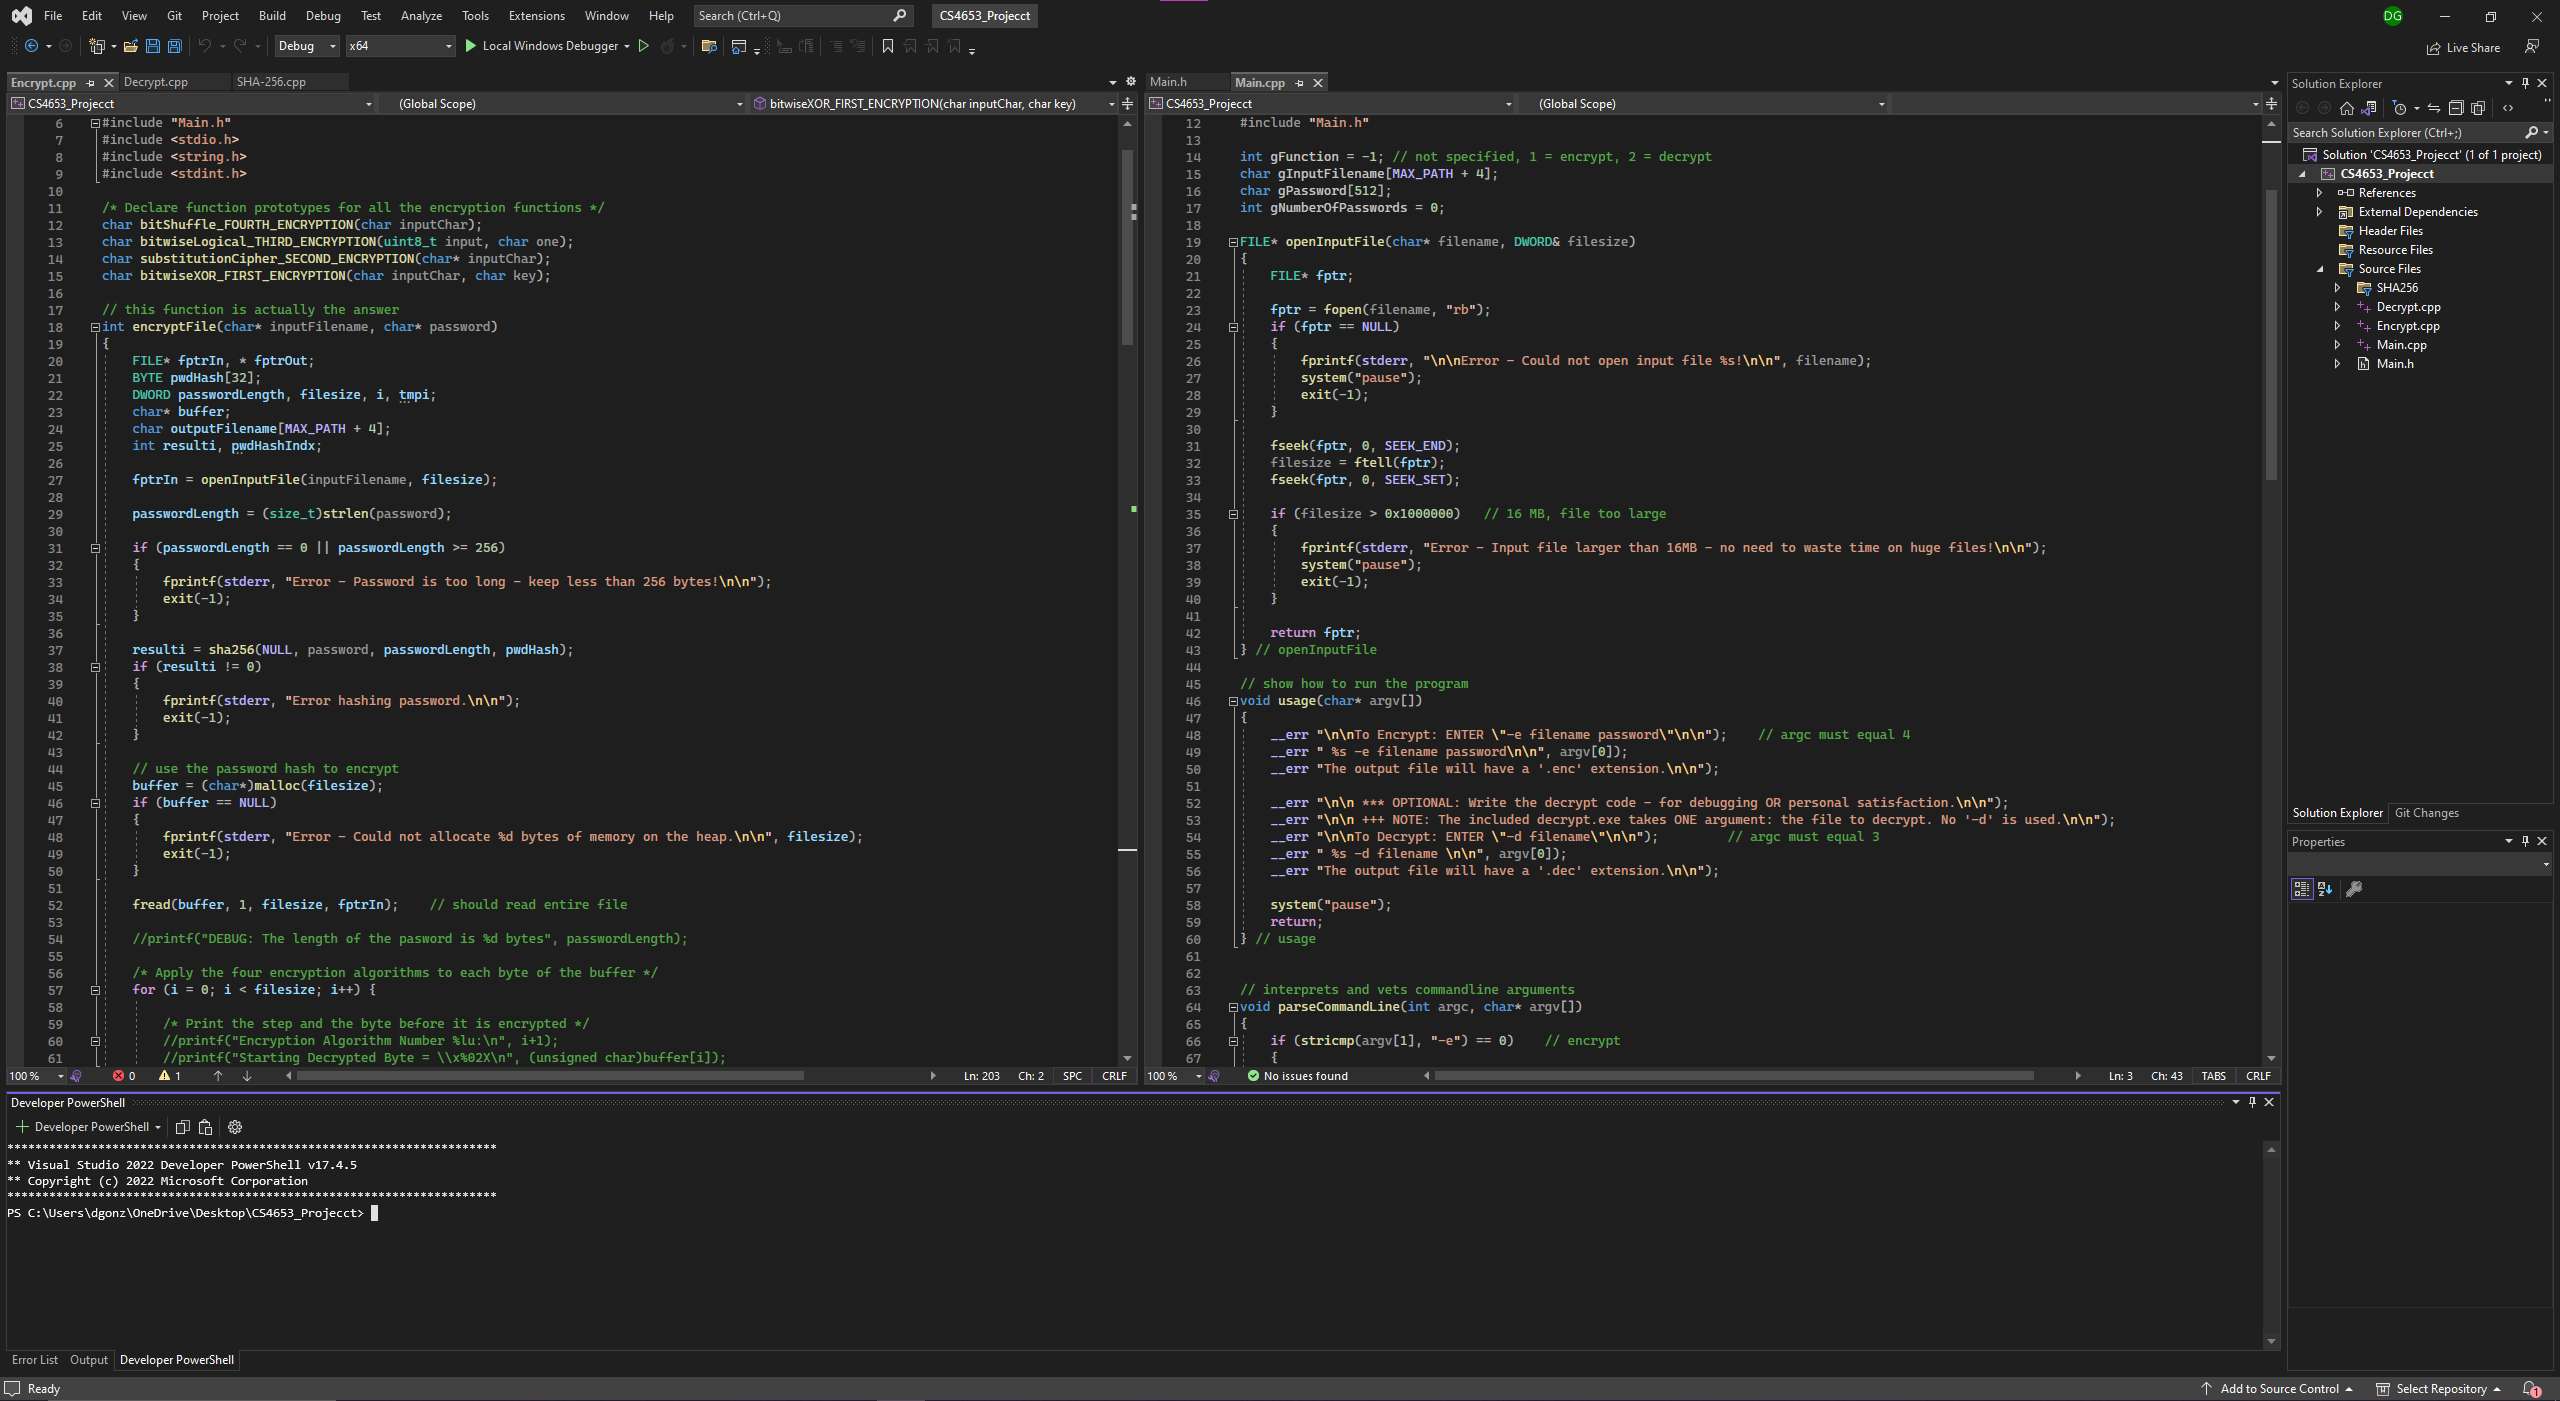 File Edit View Git Project Build Debug Test Analyze Tools Extensions Window Help Search (Ctrl+Q) CS4653_Projecct DG
Debug x64 Local Windows Debugger Live Share
Encrypt.cpp Decrypt.cpp SHA-256.cpp
CS4653_Projecct (Global Scope) bitwiseXOR_FIRST_ENCRYPTION(char inputChar, char key)
6 #include "Main.h"
7 #include <stdio.h>
8 #include <string.h>
9 #include <stdint.h>
10
11 /* Declare function prototypes for all the encryption functions */
12 char bitShuffle_FOURTH_ENCRYPTION(char inputChar);
13 char bitwiseLogical_THIRD_ENCRYPTION(uint8_t input, char one);
14 char substitutionCipher_SECOND_ENCRYPTION(char* inputChar);
15 char bitwiseXOR_FIRST_ENCRYPTION(char inputChar, char key);
16
17 // this function is actually the answer
18 int encryptFile(char* inputFilename, char* password)
19 {
20 FILE* fptrIn, * fptrOut;
21 BYTE pwdHash[32];
22 DWORD passwordLength, filesize, i, tmpi;
23 char* buffer;
24 char outputFilename[MAX_PATH + 4];
25 int resulti, pwdHashIndx;
26
27 fptrIn = openInputFile(inputFilename, filesize);
28
29 passwordLength = (size_t)strlen(password);
30
31 if (passwordLength == 0 || passwordLength >= 256)
32 {
33 fprintf(stderr, "Error - Password is too long - keep less than 256 bytes!\n\n");
34 exit(-1);
35 }
36
37 resulti = sha256(NULL, password, passwordLength, pwdHash);
38 if (resulti != 0)
39 {
40 fprintf(stderr, "Error hashing password.\n\n");
41 exit(-1);
42 }
43
44 // use the password hash to encrypt
45 buffer = (char*)malloc(filesize);
46 if (buffer == NULL)
47 {
48 fprintf(stderr, "Error - Could not allocate %d bytes of memory on the heap.\n\n", filesize);
49 exit(-1);
50 }
51
52 fread(buffer, 1, filesize, fptrIn); // should read entire file
53
54 //printf("DEBUG: The length of the pasword is %d bytes", passwordLength);
55
56 /* Apply the four encryption algorithms to each byte of the buffer */
57 for (i = 0; i < filesize; i++) {
58
59 /* Print the step and the byte before it is encrypted */
60 //printf("Encryption Algorithm Number %lu:\n", i+1);
61 //printf("Starting Decrypted Byte = \\x%02X\n", (unsigned char)buffer[i]);
100 % 0 1 Ln: 203 Ch: 2 SPC CRLF
Main.h Main.cpp
CS4653_Projecct (Global Scope)
12 #include "Main.h"
13
14 int gFunction = -1; // not specified, 1 = encrypt, 2 = decrypt
15 char gInputFilename[MAX_PATH + 4];
16 char gPassword[512];
17 int gNumberOfPasswords = 0;
18
19 FILE* openInputFile(char* filename, DWORD& filesize)
20 {
21 FILE* fptr;
22
23 fptr = fopen(filename, "rb");
24 if (fptr == NULL)
25 {
26 fprintf(stderr, "\n\nError - Could not open input file %s!\n\n", filename);
27 system("pause");
28 exit(-1);
29 }
30
31 fseek(fptr, 0, SEEK_END);
32 filesize = ftell(fptr);
33 fseek(fptr, 0, SEEK_SET);
34
35 if (filesize > 0x1000000) // 16 MB, file too large
36 {
37 fprintf(stderr, "Error - Input file larger than 16MB - no need to waste time on huge files!\n\n");
38 system("pause");
39 exit(-1);
40 }
41
42 return fptr;
43 } // openInputFile
44
45 // show how to run the program
46 void usage(char* argv[])
47 {
48 __err "\n\nTo Encrypt: ENTER \"-e filename password\"\n\n"); // argc must equal 4
49 __err " %s -e filename password\n\n", argv[0]);
50 __err "The output file will have a '.enc' extension.\n\n");
51
52 __err "\n\n *** OPTIONAL: Write the decrypt code - for debugging OR personal satisfaction.\n\n");
53 __err "\n\n +++ NOTE: The included decrypt.exe takes ONE argument: the file to decrypt. No '-d' is used.\n\n");
54 __err "\n\nTo Decrypt: ENTER \"-d filename\"\n\n"); // argc must equal 3
55 __err " %s -d filename \n\n", argv[0]);
56 __err "The output file will have a '.dec' extension.\n\n");
57
58 system("pause");
59 return;
60 } // usage
61
62
63 // interprets and vets commandline arguments
64 void parseCommandLine(int argc, char* argv[])
65 {
66 if (stricmp(argv[1], "-e") == 0) // encrypt
67 {
100 % No issues found Ln: 3 Ch: 43 TABS CRLF
Solution Explorer
Search Solution Explorer (Ctrl+;)
Solution 'CS4653_Projecct' (1 of 1 project)
CS4653_Projecct
References
External Dependencies
Header Files
Resource Files
Source Files
SHA256
Decrypt.cpp
Encrypt.cpp
Main.cpp
Main.h
Solution Explorer Git Changes
Properties
Developer PowerShell
Developer PowerShell
**********************************************************************
** Visual Studio 2022 Developer PowerShell v17.4.5
** Copyright (c) 2022 Microsoft Corporation
**********************************************************************
PS C:\Users\dgonz\OneDrive\Desktop\CS4653_Projecct>
Error List Output Developer PowerShell
Ready Add to Source Control Select Repository 1